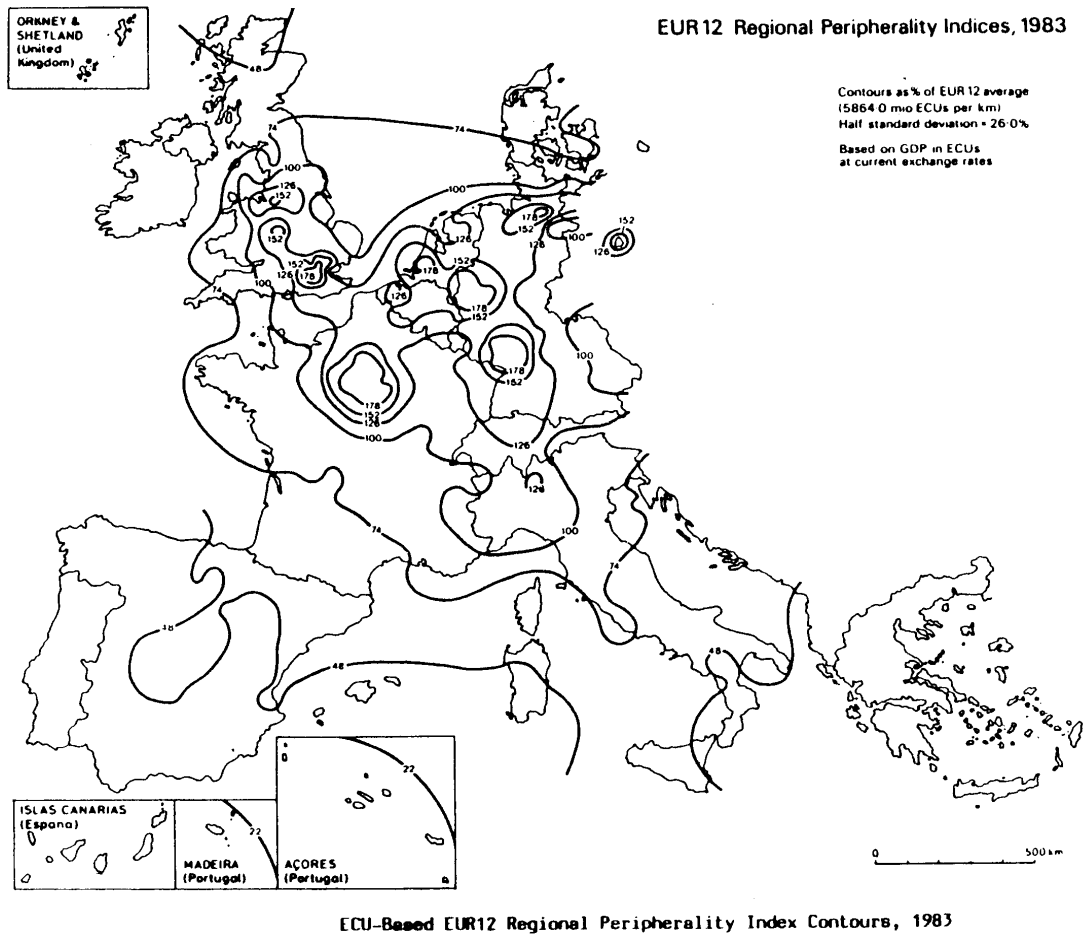 ORKNEY &
SHETLAND
(United
Kingdom)
EUR12 Regional Peripherality Indices, 1983
Contours as % of EUR 12 average
(5864.0 mio ECUs per km)
Half standard deviation = 26.0%
Based on GDP in ECUs
at current exchange rates
48
74
74
100
126
152
100
178
152
126
100
152
126
152
152
126
178
74
100
152
178
126
178
152
100
178
152
178
152
126
100
126
126
100
74
74
48
48
48
22
22
ISLAS CANARIAS
(Espana)
MADEIRA
(Portugal)
AÇORES
(Portugal)
0
500 km
ECU-Based EUR12 Regional Peripherality Index Contours, 1983